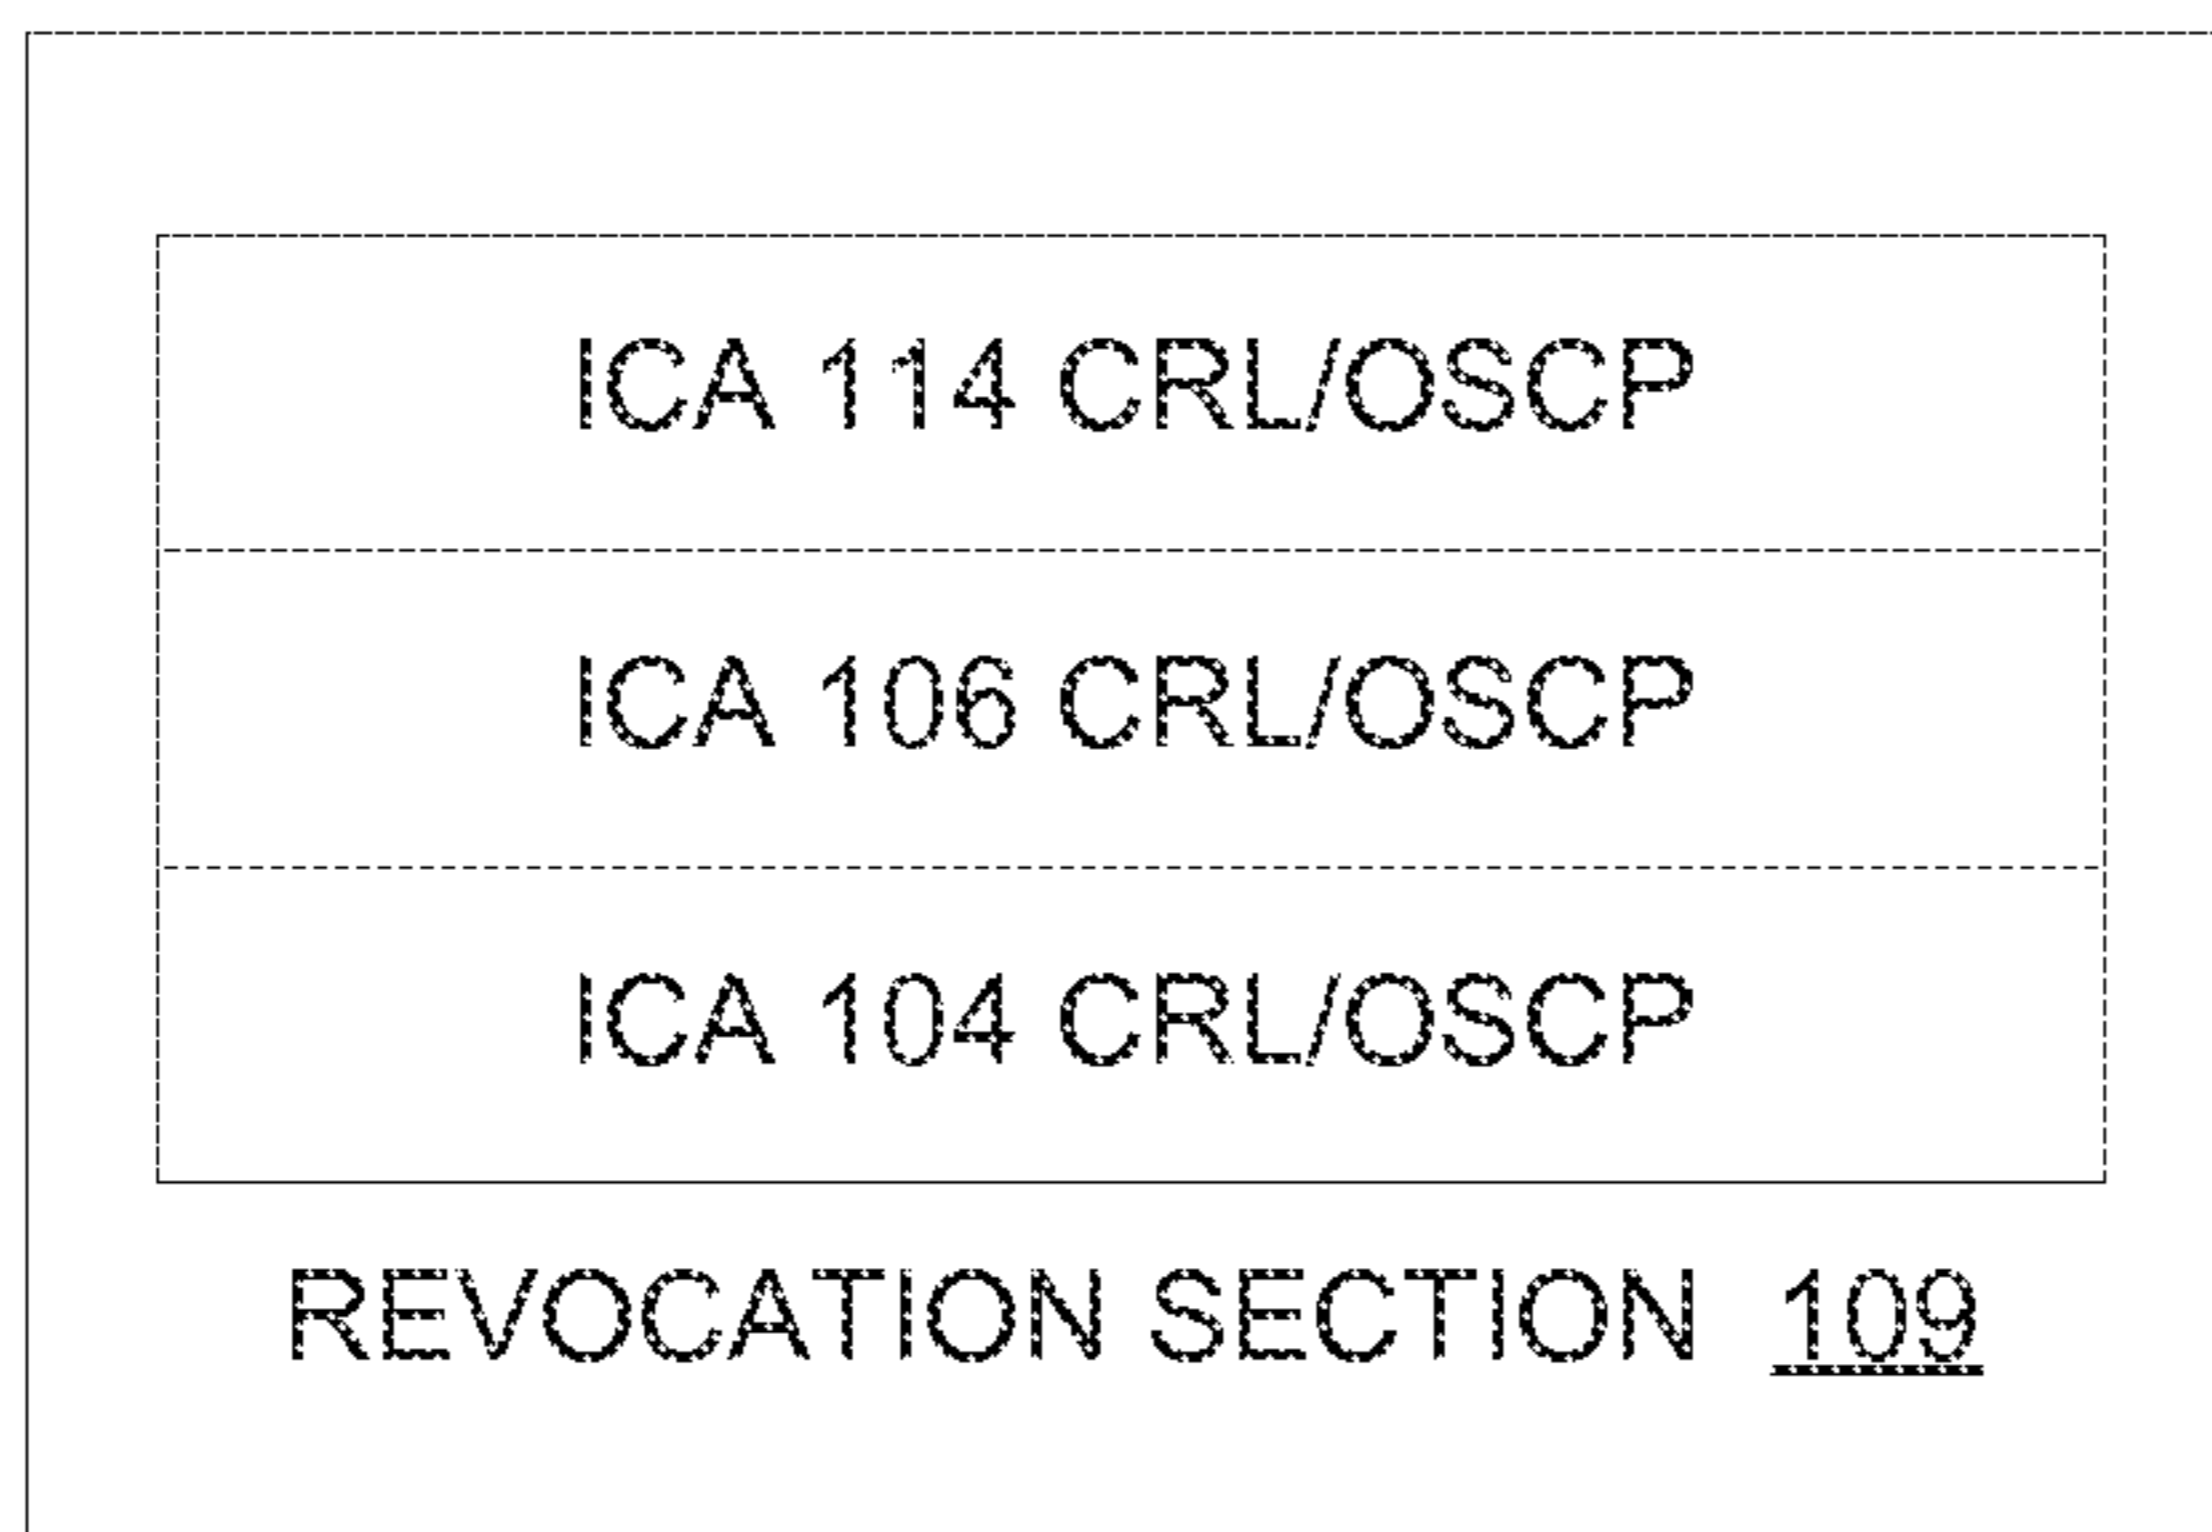 ICA 114 CRL/OSCP
ICA 106 CRL/OSCP
ICA 104 CRL/OSCP
REVOCATION SECTION 109